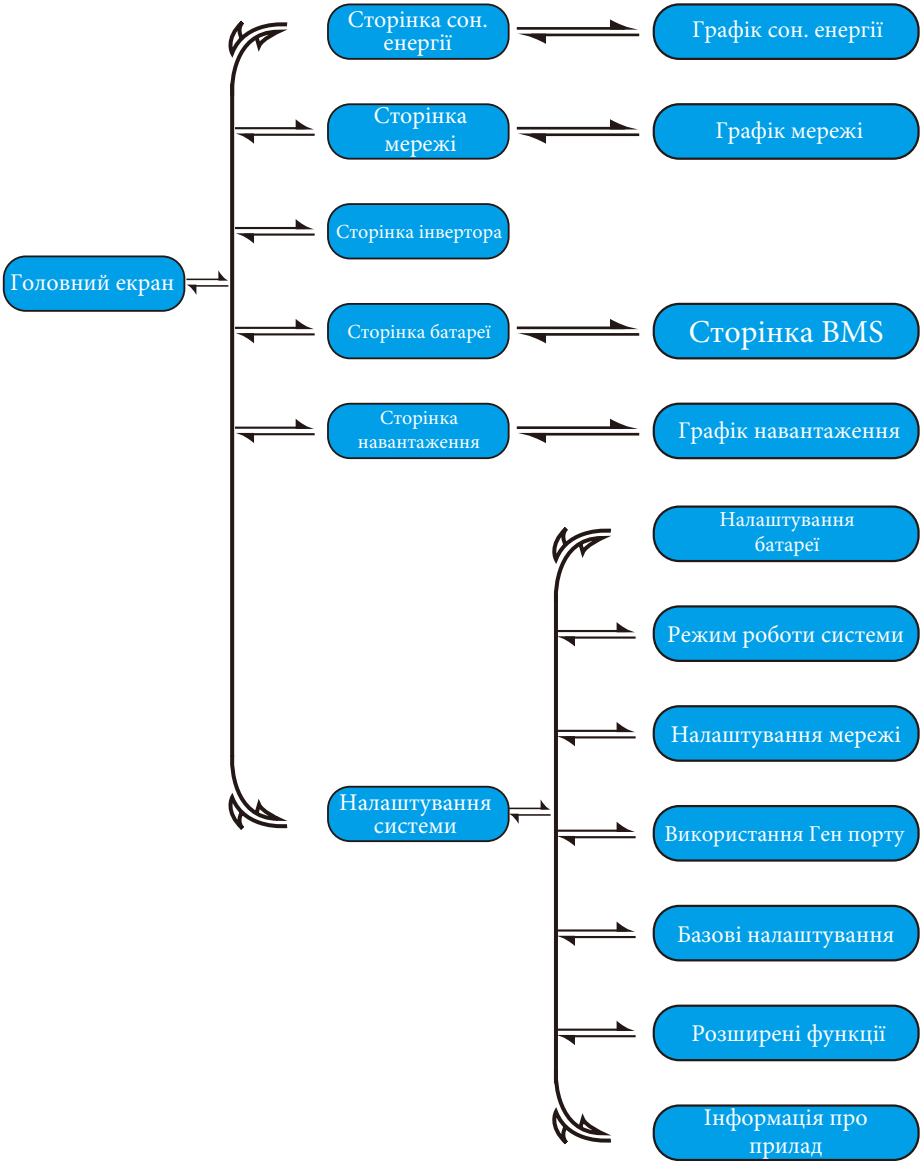 Сторінка сон.
енергії
Графік сон. енергії
Сторінка
мережі
Графік мережі
Сторінка інвертора
Головний екран
Сторінка батареї
Сторінка BMS
Сторінка
навантаження
Графік навантаження
Налаштування
батареї
Режим роботи системи
Налаштування мережі
Налаштування
системи
Використання Ген порту
Базові налаштування
Розширені функції
Інформація про
прилад